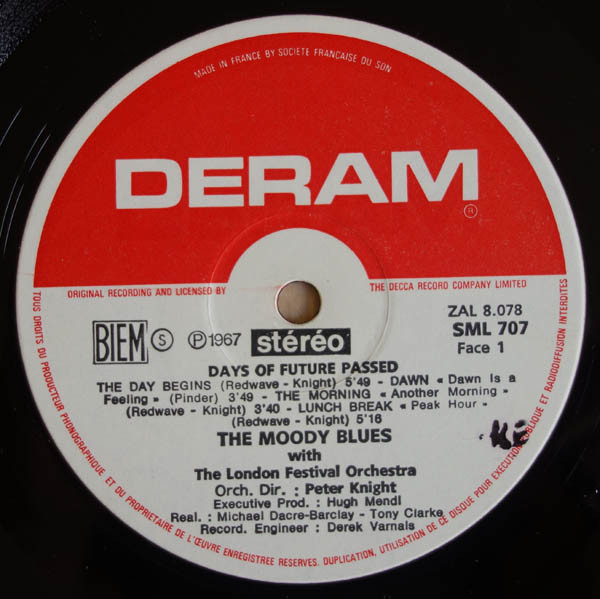 MADE IN FRANCE BY SOCIÉTÉ FRANÇAISE DU SON
DERAM
®
ORIGINAL RECORDING AND LICENSED BY THE DECCA RECORD COMPANY LIMITED
BIEM S ℗ 1967 stéréo
ZAL 8.078
SML 707
Face 1
DAYS OF FUTURE PASSED
THE DAY BEGINS (Redwave - Knight) 5'49 - DAWN « Dawn Is a
Feeling » (Pinder) 3'49 - THE MORNING « Another Morning »
(Redwave - Knight) 3'40 - LUNCH BREAK « Peak Hour »
(Redwave - Knight) 5'16
THE MOODY BLUES
with
The London Festival Orchestra
Orch. Dir. : Peter Knight
Executive Prod. : Hugh Mendl
Real. : Michael Dacre-Barclay - Tony Clarke
Record. Engineer : Derek Varnals
TOUS DROITS DU PRODUCTEUR PHONOGRAPHIQUE ET DU PROPRIETAIRE DE L'ŒUVRE ENREGISTREE RESERVES. DUPLICATION, UTILISATION DE CE DISQUE POUR EXECUTION PUBLIQUE ET RADIODIFFUSION INTERDITES